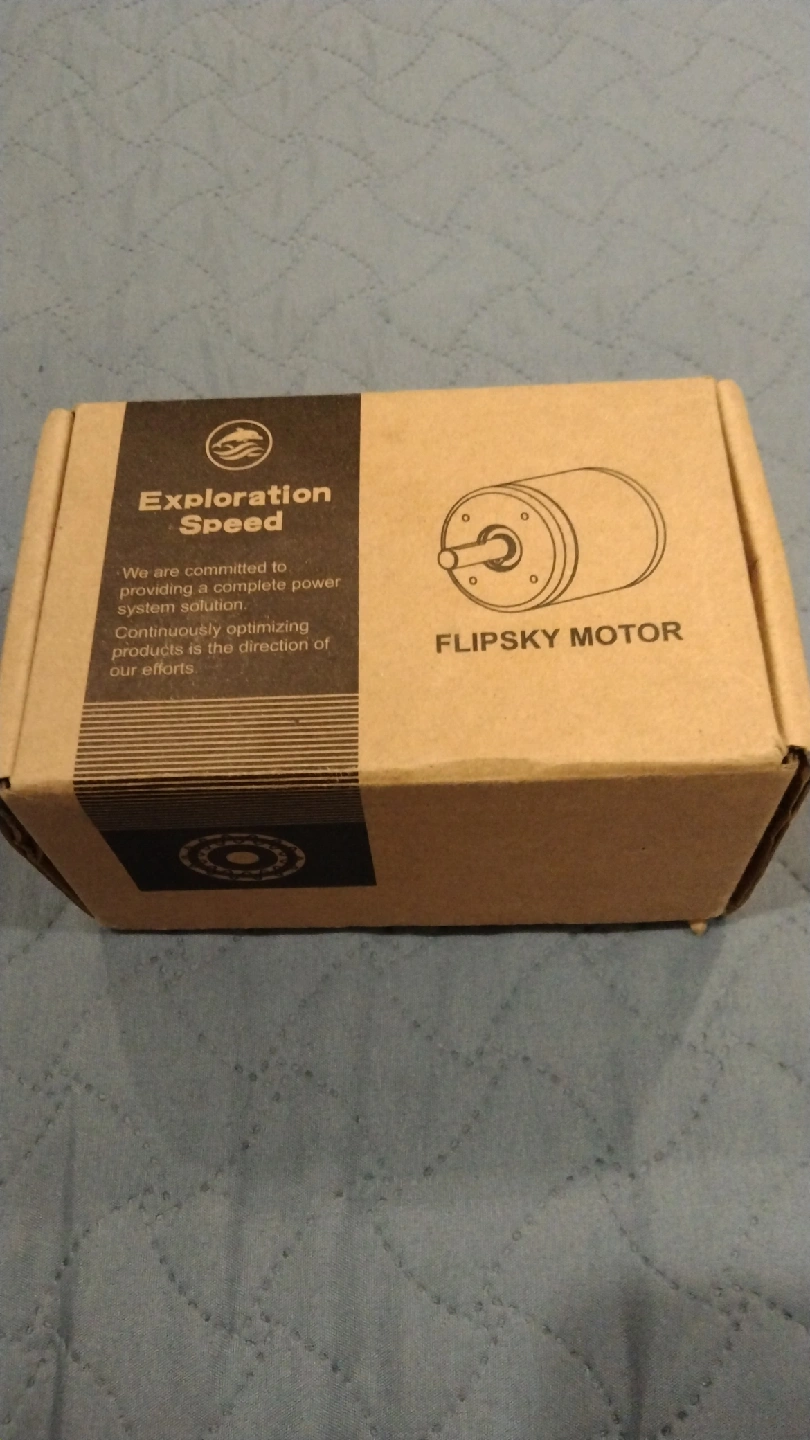 Exploration
Speed
We are committed to
providing a complete power
system solution.
Continuously optimizing
products is the direction of
our efforts.
FLIPSKY MOTOR